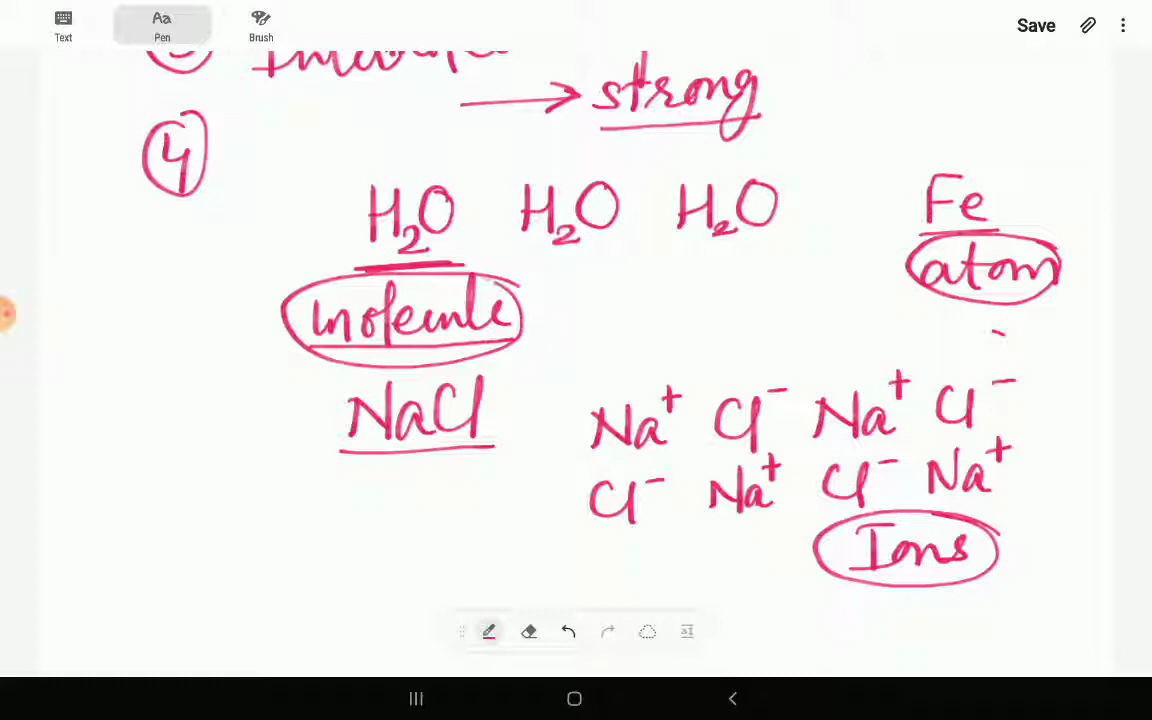 Text Aa Pen Brush Save
→ strong
④
H₂O H₂O H₂O Fe
molecule atom
NaCl Na⁺ Cl⁻ Na⁺ Cl⁻
Cl⁻ Na⁺ Cl⁻ Na⁺
Ions